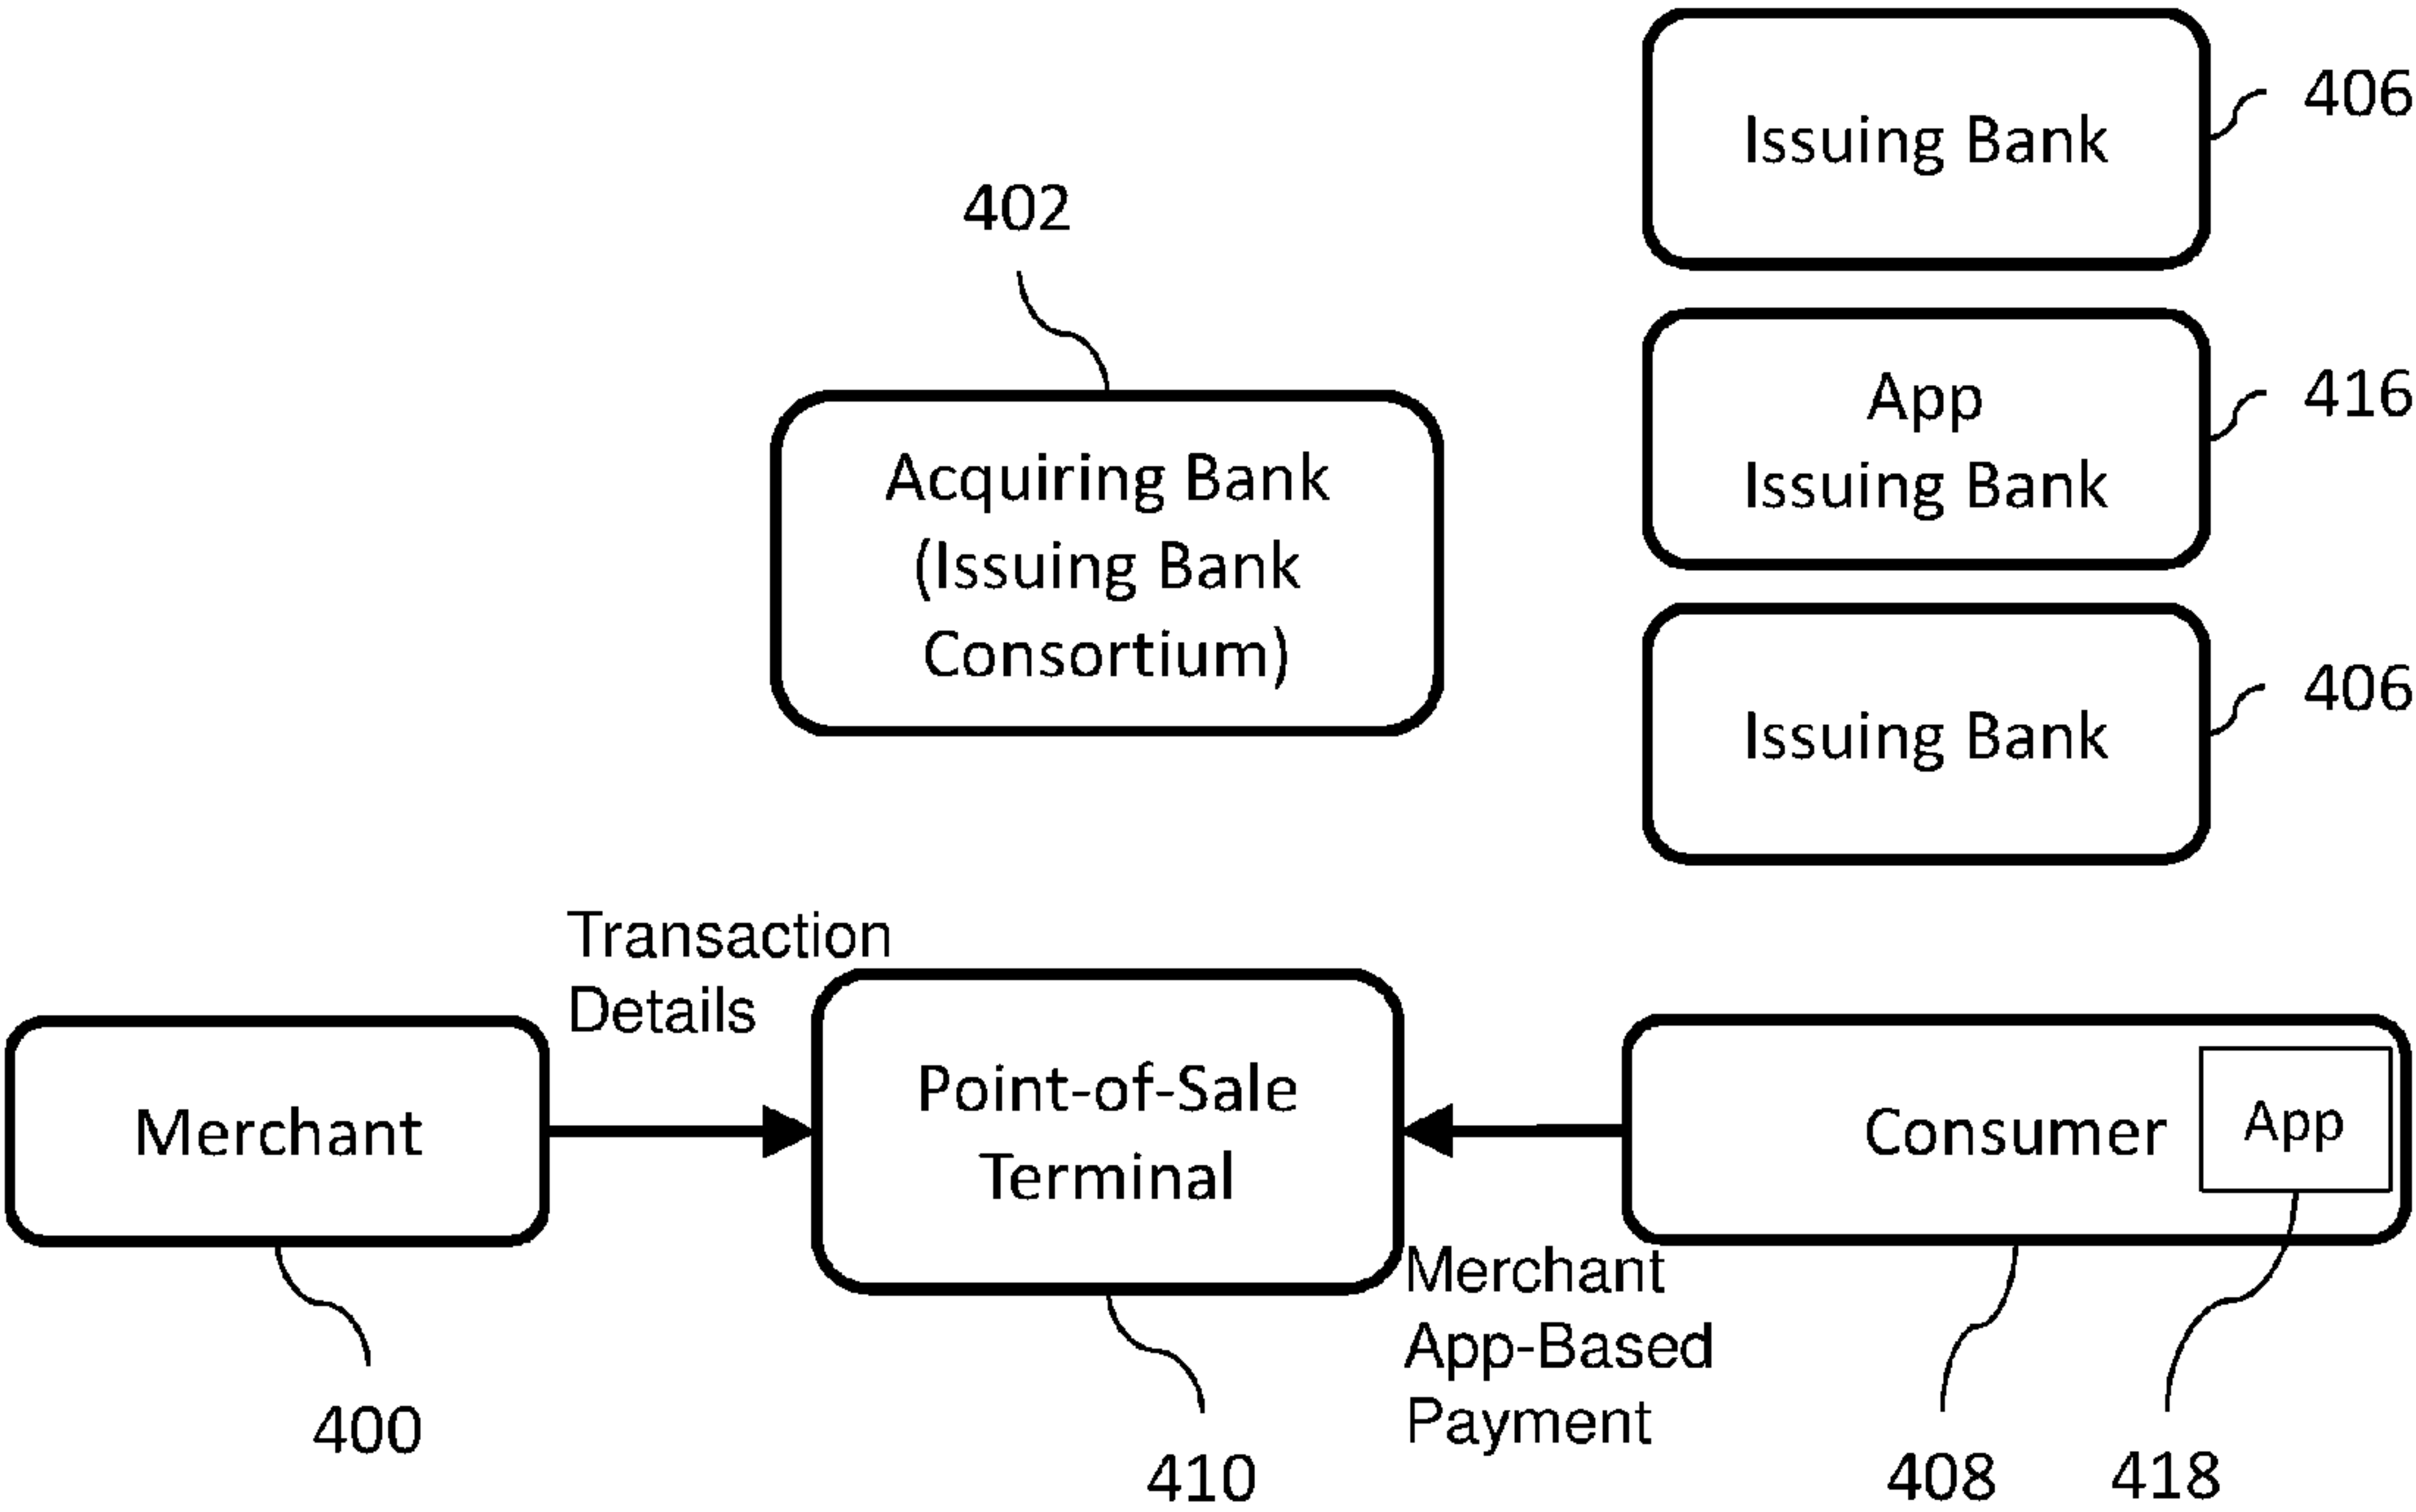 Issuing Bank
406
402
App
Issuing Bank
416
Acquiring Bank
(Issuing Bank
Consortium)
Issuing Bank
406
Transaction
Details
Merchant
Point-of-Sale
Terminal
Consumer
App
Merchant
App-Based
Payment
400
410
408
418